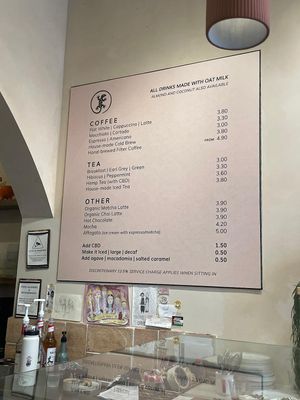 ALL DRINKS MADE WITH OAT MILK
ALMOND AND COCONUT ALSO AVAILABLE
COFFEE
Flat White | Cappuccino | Latte 3.80
Macchiato | Cortado 3.30
Espresso | Americano 3.00
House-made Cold Brew 3.80
Hand-brewed Filter Coffee FROM 4.90
TEA
Breakfast | Earl Grey | Green 3.00
Hibiscus | Peppermint 3.30
Hemp Tea (with CBD) 3.60
House-made Iced Tea 3.80
OTHER
Organic Matcha Latte 3.90
Organic Chai Latte 3.90
Hot Chocolate 3.90
Mocha 4.20
Affogato (ice cream with espresso/matcha) 5.00
Add CBD 1.50
Make it iced | large | decaf 0.50
Add agave | macadamia | salted caramel 0.50
DISCRETIONARY 12.5% SERVICE CHARGE APPLIES WHEN SITTING IN